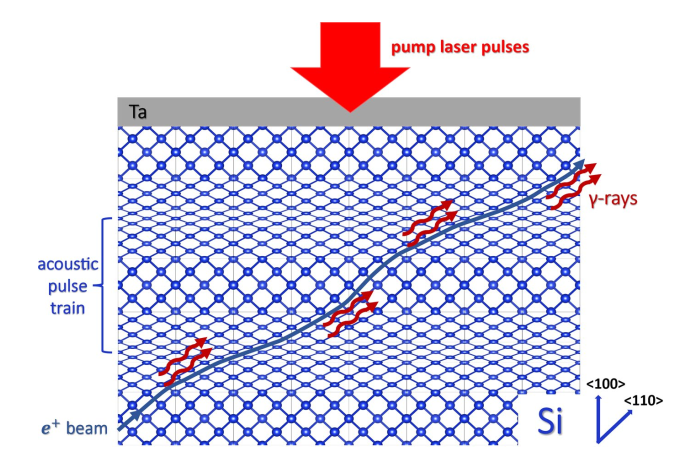 pump laser pulses
Ta
γ-rays
acoustic
pulse
train
e⁺ beam
Si
<100>
<110>